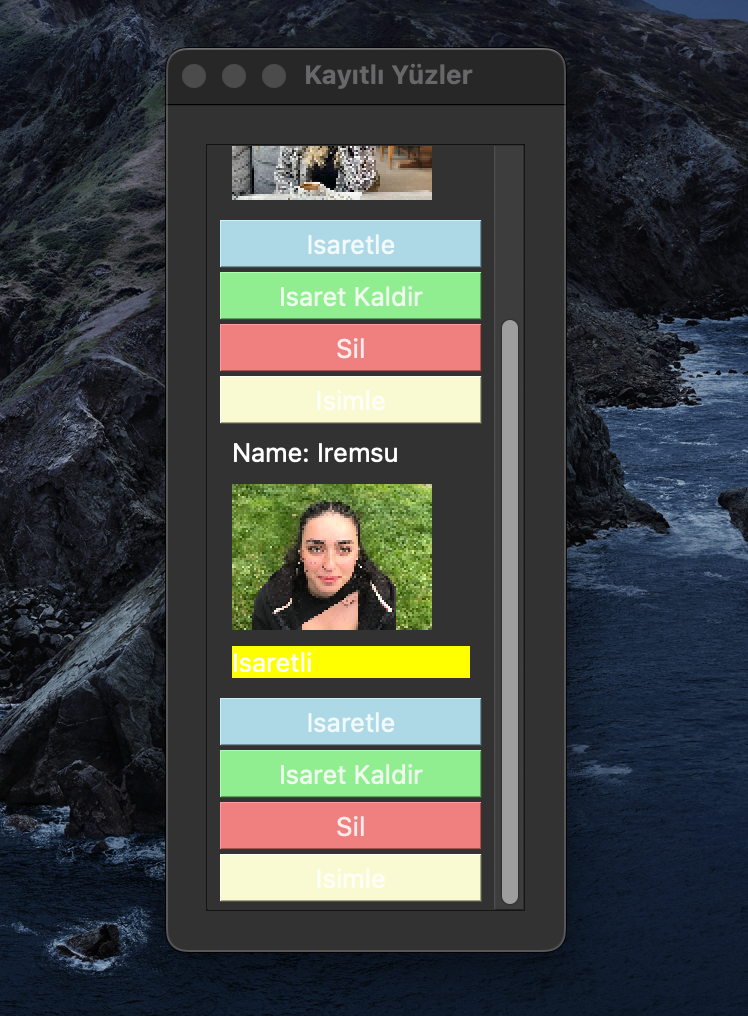 Kayıtlı Yüzler
Isaretle
Isaret Kaldir
Sil
Isimle
Name: Iremsu
Isaretli
Isaretle
Isaret Kaldir
Sil
Isimle